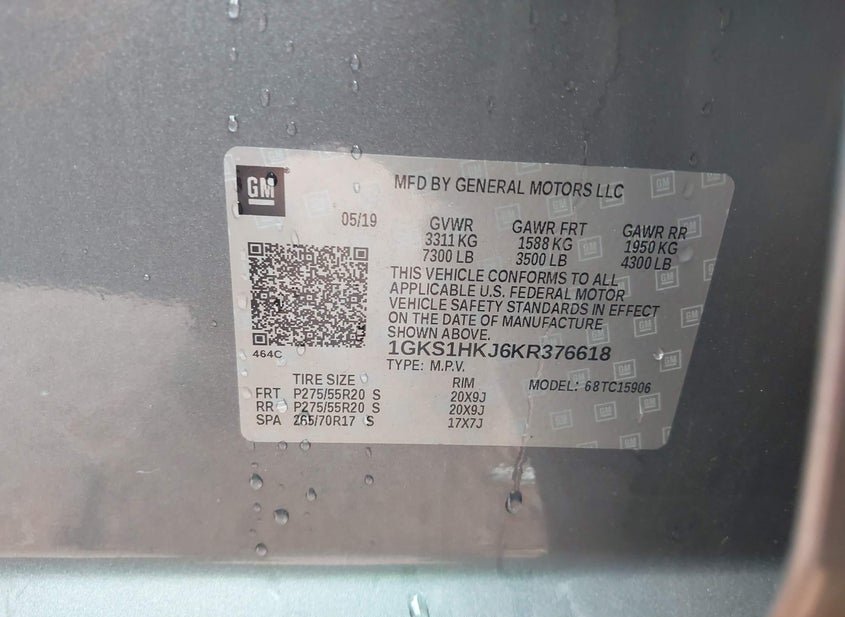 GM
MFD BY GENERAL MOTORS LLC
05/19 GVWR GAWR FRT GAWR RR
3311 KG 1588 KG 1950 KG
7300 LB 3500 LB 4300 LB
THIS VEHICLE CONFORMS TO ALL
APPLICABLE U.S. FEDERAL MOTOR
VEHICLE SAFETY STANDARDS IN EFFECT
ON THE DATE OF MANUFACTURE
SHOWN ABOVE.
464C 1GKS1HKJ6KR376618
TYPE: M.P.V.
TIRE SIZE RIM MODEL: 68TC15906
FRT P275/55R20 S 20X9J
RR P275/55R20 S 20X9J
SPA 265/70R17 S 17X7J